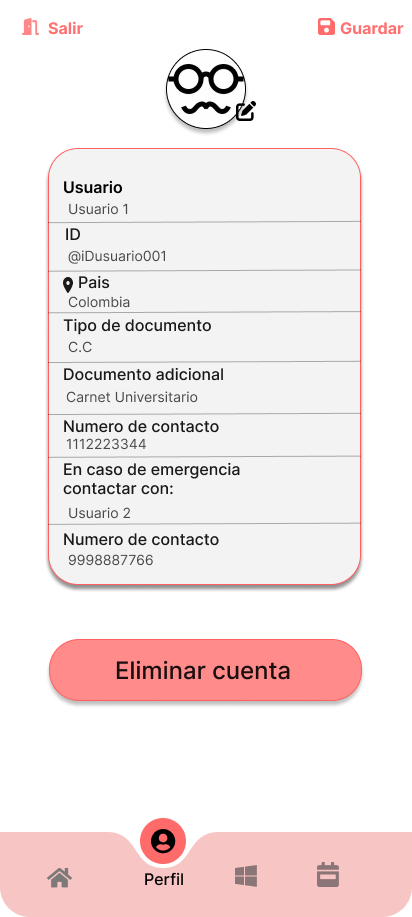 Salir
Guardar
Usuario
Usuario 1
ID
@iDusuario001
Pais
Colombia
Tipo de documento
C.C
Documento adicional
Carnet Universitario
Numero de contacto
1112223344
En caso de emergencia
contactar con:
Usuario 2
Numero de contacto
9998887766
Eliminar cuenta
Perfil